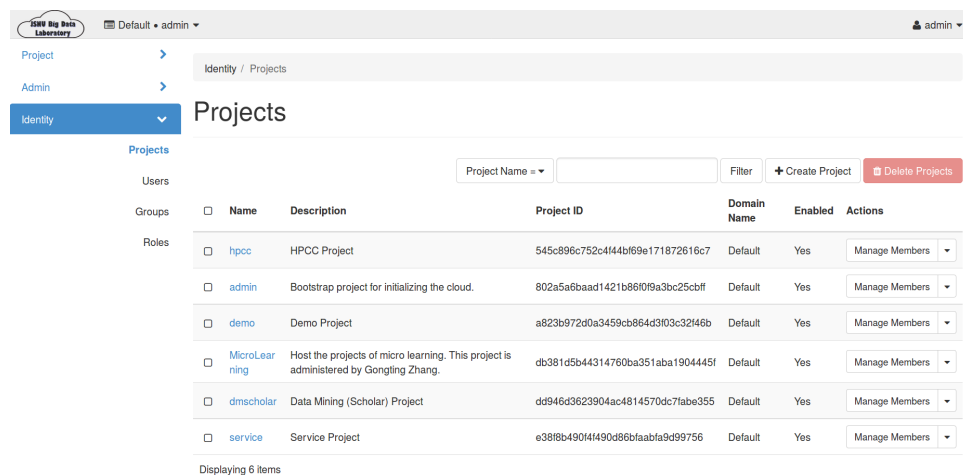 JSNU Big Data
Laboratory
Default • admin
admin
Project
Admin
Identity
Projects
Users
Groups
Roles
Identity / Projects
Projects
Project Name =
Filter
Create Project
Delete Projects
Name Description Project ID Domain Name Enabled Actions
hpcc HPCC Project 545c896c752c4f44bf69e171872616c7 Default Yes Manage Members
admin Bootstrap project for initializing the cloud. 802a5a6baad1421b86f0f9a3bc25cbff Default Yes Manage Members
demo Demo Project a823b972d0a3459cb864d3f03c32f46b Default Yes Manage Members
MicroLear Host the projects of micro learning. This project is db381d5b44314760ba351aba1904445f Default Yes Manage Members
ning administered by Gongting Zhang.
dmscholar Data Mining (Scholar) Project dd946d3623904ac4814570dc7fabe355 Default Yes Manage Members
service Service Project e38f8b490f4f490d86bfaabfa9d99756 Default Yes Manage Members
Displaying 6 items